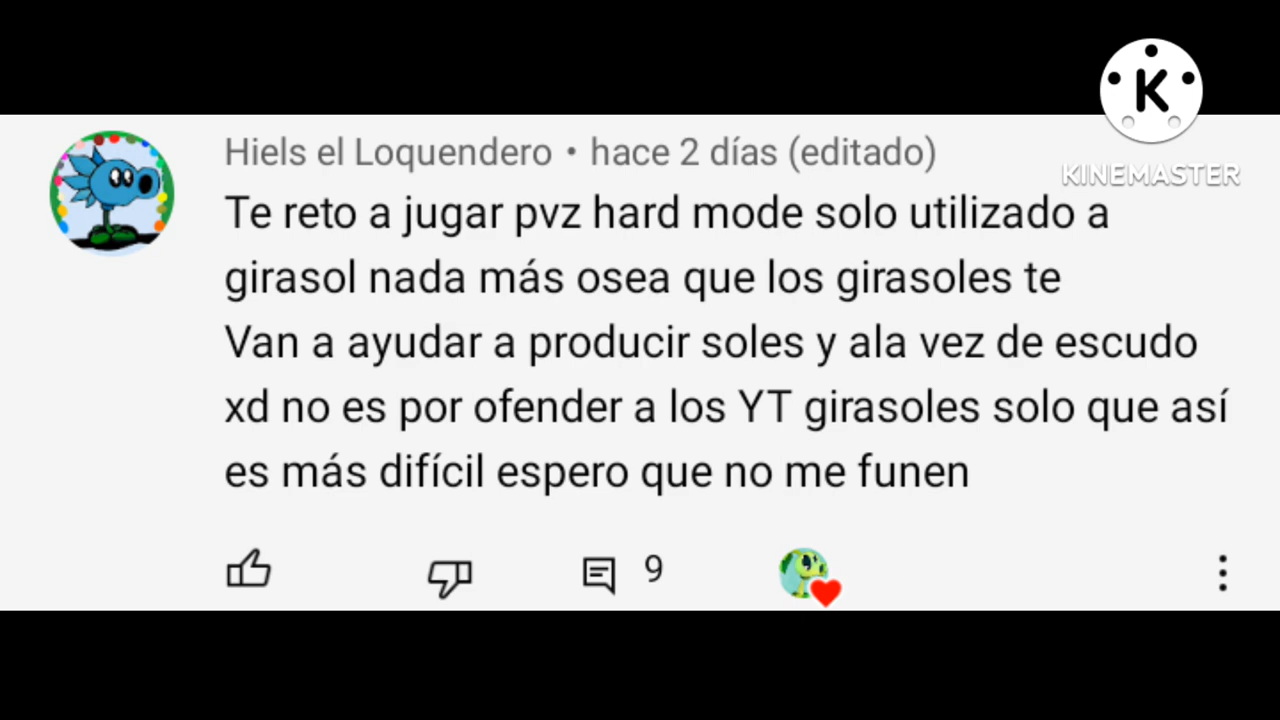 K
KINEMASTER
Hiels el Loquendero • hace 2 días (editado)
Te reto a jugar pvz hard mode solo utilizado a
girasol nada más osea que los girasoles te
Van a ayudar a producir soles y ala vez de escudo
xd no es por ofender a los YT girasoles solo que así
es más difícil espero que no me funen
9